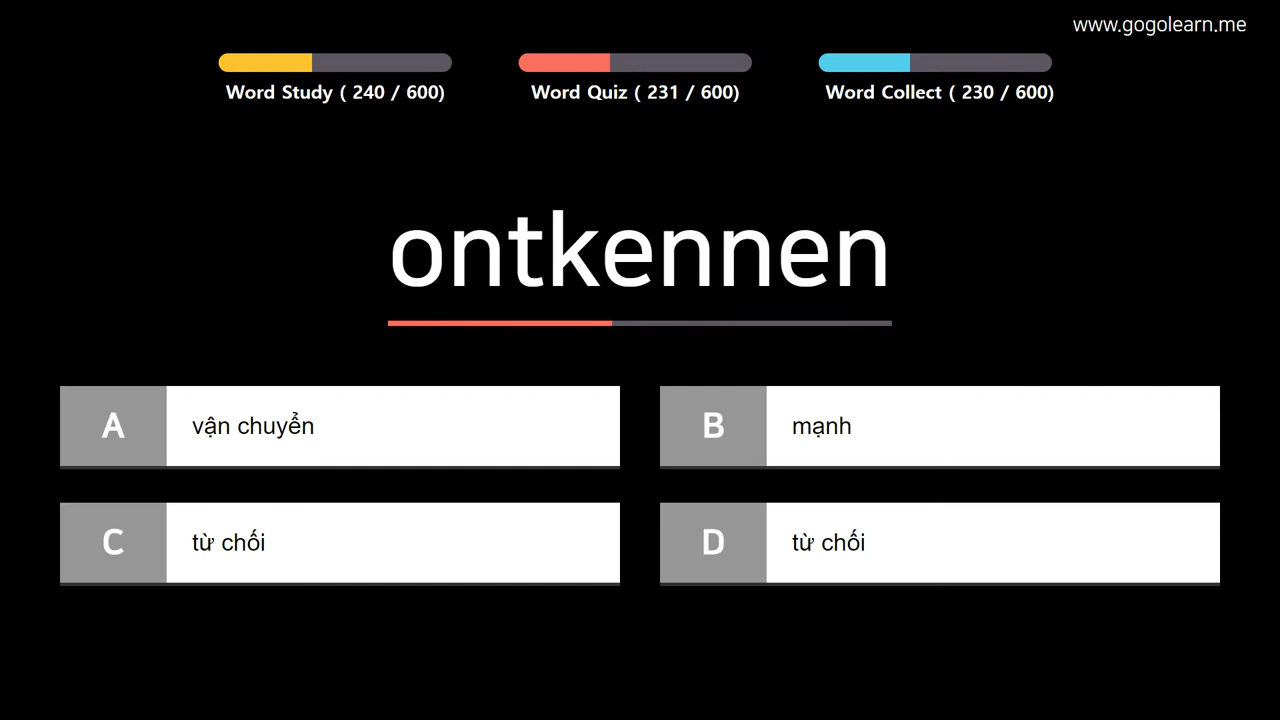 www.gogolearn.me
Word Study ( 240 / 600)
Word Quiz ( 231 / 600)
Word Collect ( 230 / 600)
ontkennen
A vận chuyển
B mạnh
C từ chối
D từ chối